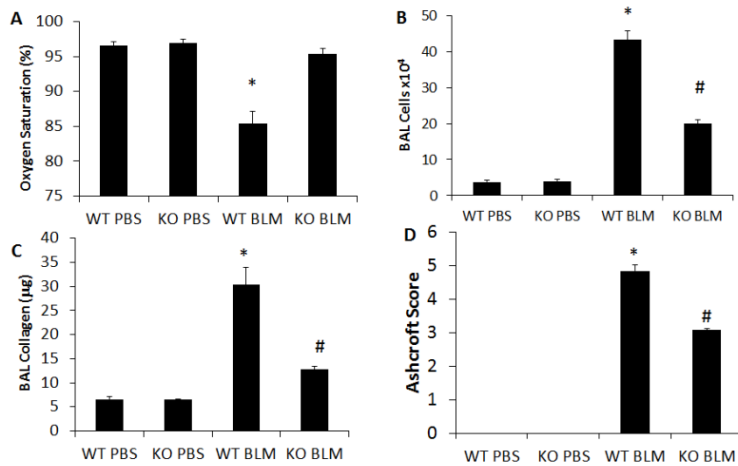 A
Oxygen Saturation (%)
100
95
90
85
80
75
*
WT PBS KO PBS WT BLM KO BLM
B
BAL Cells x10⁴
50
40
30
20
10
0
*
#
WT PBS KO PBS WT BLM KO BLM
C
BAL Collagen (µg)
40
35
30
25
20
15
10
5
0
*
#
WT PBS KO PBS WT BLM KO BLM
D
Ashcroft Score
6
5
4
3
2
1
0
*
#
WT PBS KO PBS WT BLM KO BLM